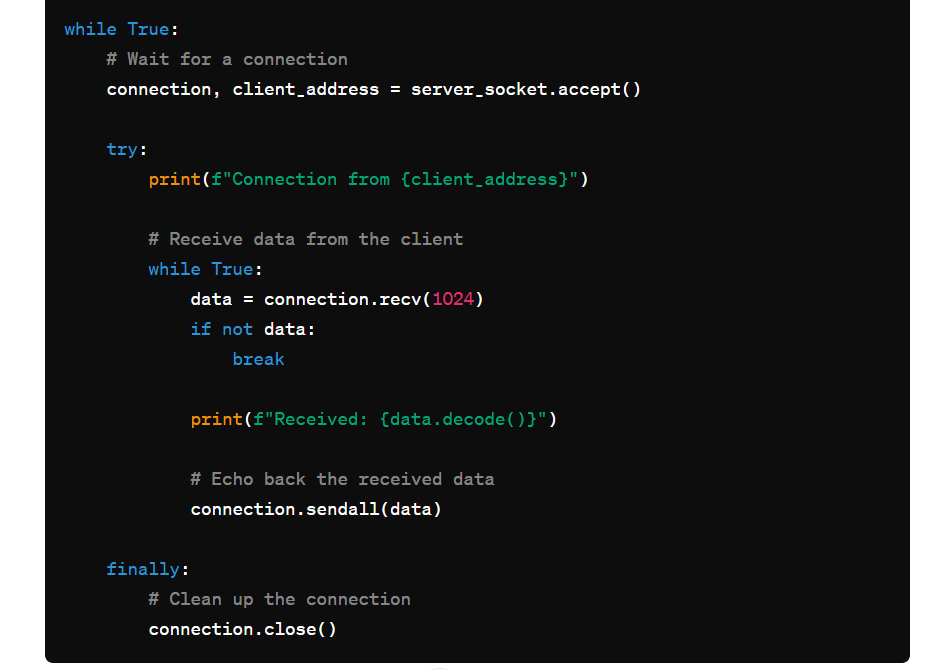 while True:
    # Wait for a connection
    connection, client_address = server_socket.accept()

    try:
        print(f"Connection from {client_address}")

        # Receive data from the client
        while True:
            data = connection.recv(1024)
            if not data:
                break

            print(f"Received: {data.decode()}")

            # Echo back the received data
            connection.sendall(data)

    finally:
        # Clean up the connection
        connection.close()